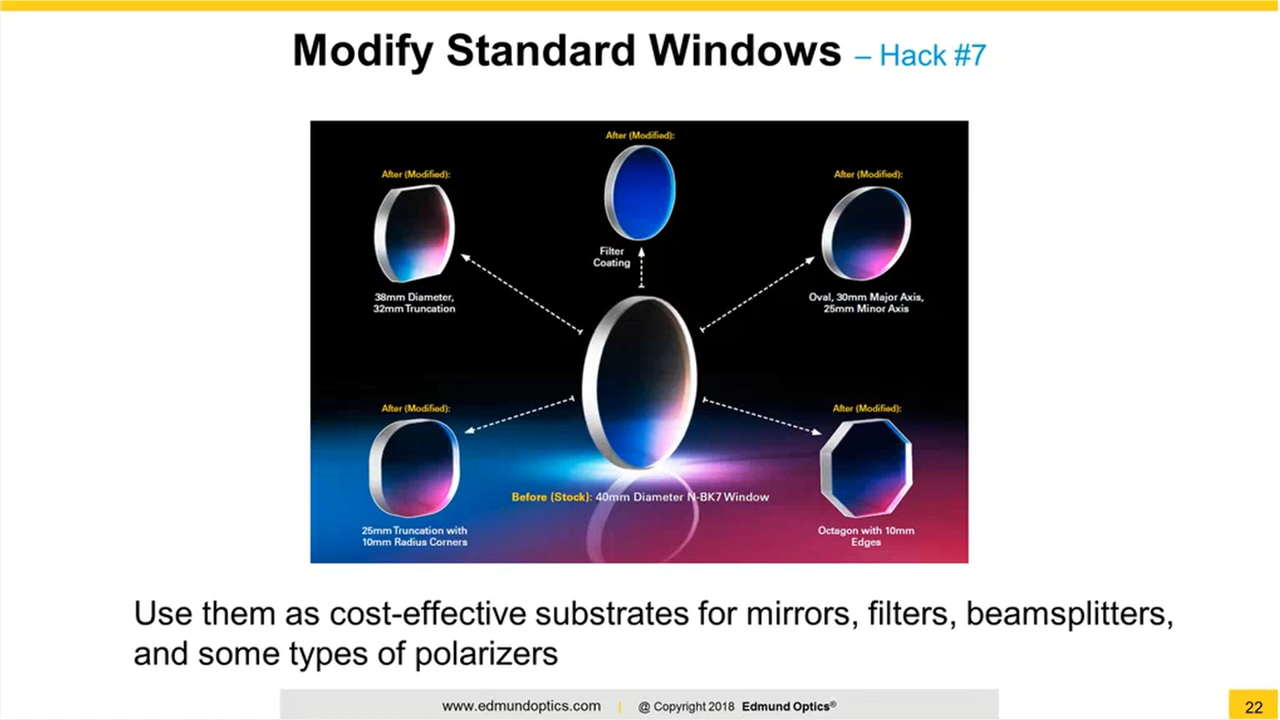 Modify Standard Windows – Hack #7
After (Modified):
After (Modified):
After (Modified):
Filter
Coating
38mm Diameter,
32mm Truncation
Oval, 30mm Major Axis,
25mm Minor Axis
After (Modified):
After (Modified):
Before (Stock): 40mm Diameter N-BK7 Window
25mm Truncation with
10mm Radius Corners
Octagon with 10mm
Edges
Use them as cost-effective substrates for mirrors, filters, beamsplitters,
and some types of polarizers
www.edmundoptics.com | @ Copyright 2018 Edmund Optics®
22